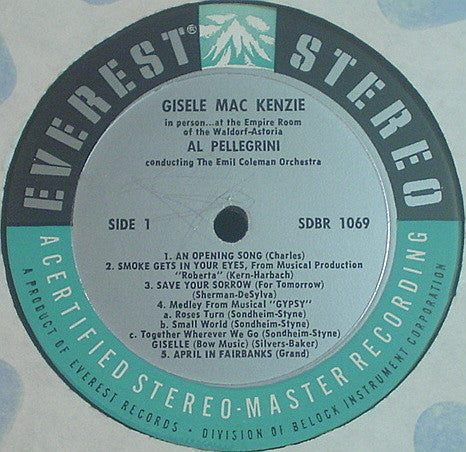 EVEREST® STEREO
GISELE MAC KENZIE
in person...at the Empire Room
of the Waldorf-Astoria
AL PELLEGRINI
conducting The Emil Coleman Orchestra
SIDE 1
SDBR 1069
1. AN OPENING SONG (Charles)
2. SMOKE GETS IN YOUR EYES, From Musical Production
"Roberta" (Kern-Harbach)
3. SAVE YOUR SORROW (For Tomorrow)
(Sherman-DeSylva)
4. Medley From Musical "GYPSY"
a. Roses Turn (Sondheim-Styne)
b. Small World (Sondheim-Styne)
c. Together Wherever We Go (Sondheim-Styne)
GISELLE (Bow Music) (Silvers-Baker)
5. APRIL IN FAIRBANKS (Grand)
A CERTIFIED STEREO-MASTER RECORDING
A PRODUCT OF EVEREST RECORDS • DIVISION OF BELOCK INSTRUMENT CORPORATION